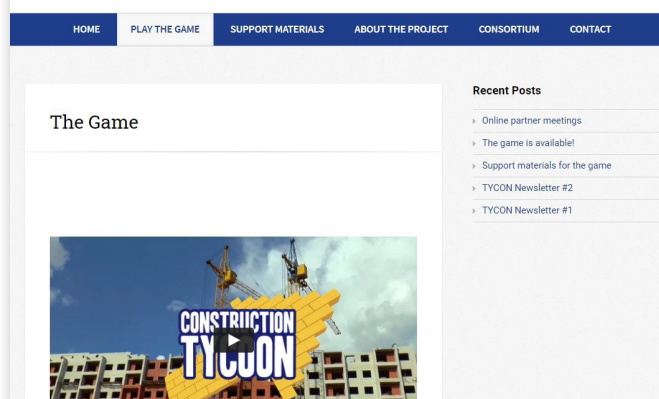 HOME PLAY THE GAME SUPPORT MATERIALS ABOUT THE PROJECT CONSORTIUM CONTACT
The Game
CONSTRUCTION
TYCOON
Recent Posts
Online partner meetings
The game is available!
Support materials for the game
TYCON Newsletter #2
TYCON Newsletter #1